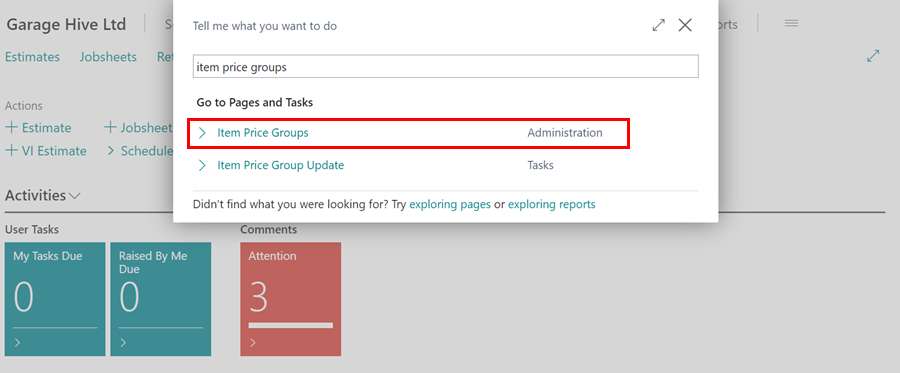 Garage Hive Ltd
Tell me what you want to do
Estimates Jobsheets
item price groups
Actions
Go to Pages and Tasks
+ Estimate + Jobsheet
Item Price Groups Administration
+ VI Estimate > Schedule
Item Price Group Update Tasks
Didn't find what you were looking for? Try exploring pages or exploring reports
Activities
User Tasks Comments
My Tasks Due Raised By Me Attention
Due
0 0 3